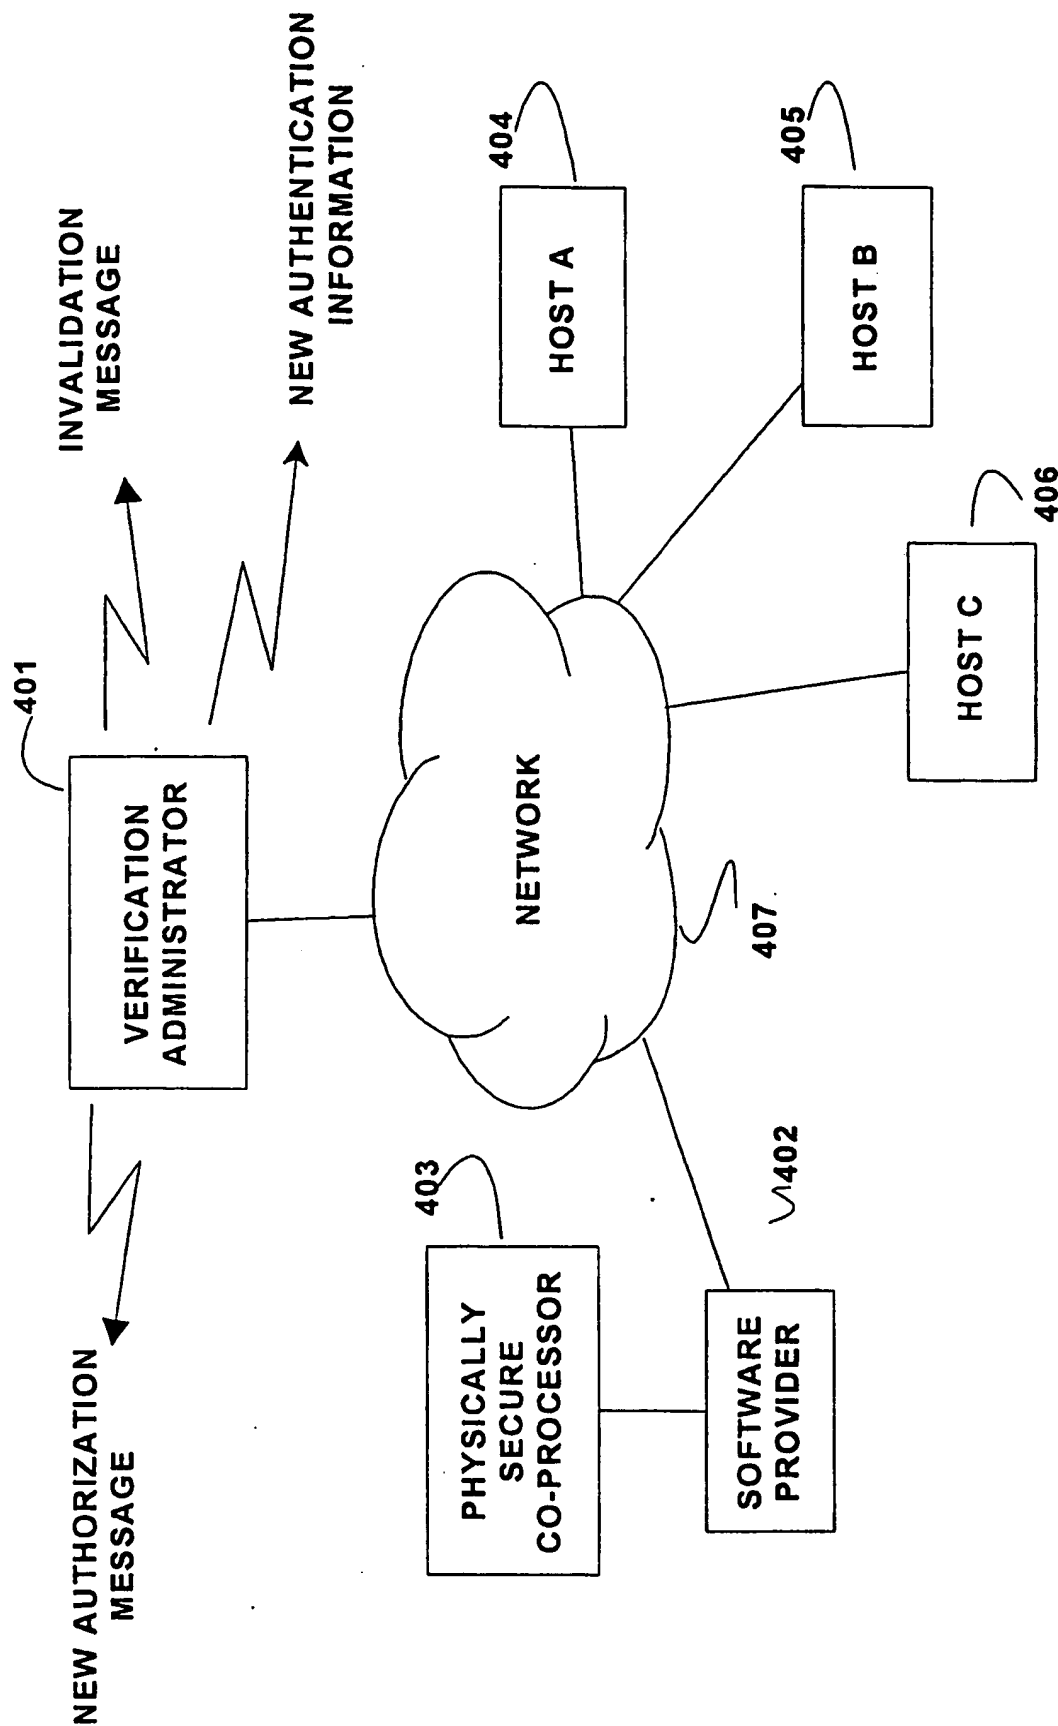 NEW AUTHORIZATION
MESSAGE
401
INVALIDATION
MESSAGE
VERIFICATION
ADMINISTRATOR
NEW AUTHENTICATION
INFORMATION
403
PHYSICALLY
SECURE
CO-PROCESSOR
NETWORK
404
HOST A
402
SOFTWARE
PROVIDER
407
405
HOST B
HOST C
406